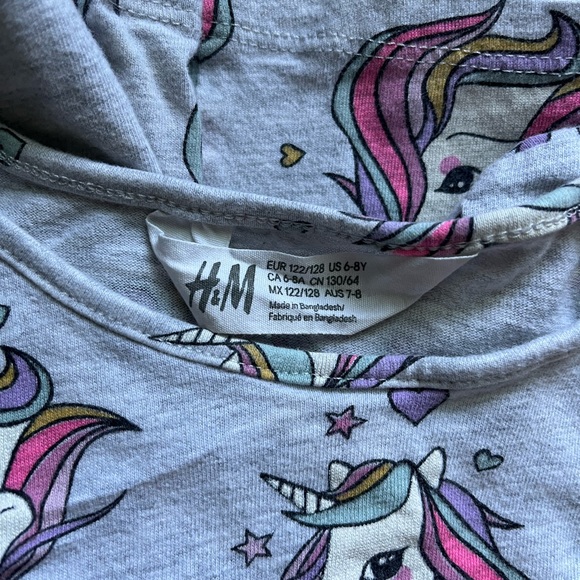 H&M
EUR 122/128 US 6-8Y
CA 6-8A CN 130/64
MX 122/128 AUS 7-8
Made in Bangladesh/
Fabriqué en Bangladesh